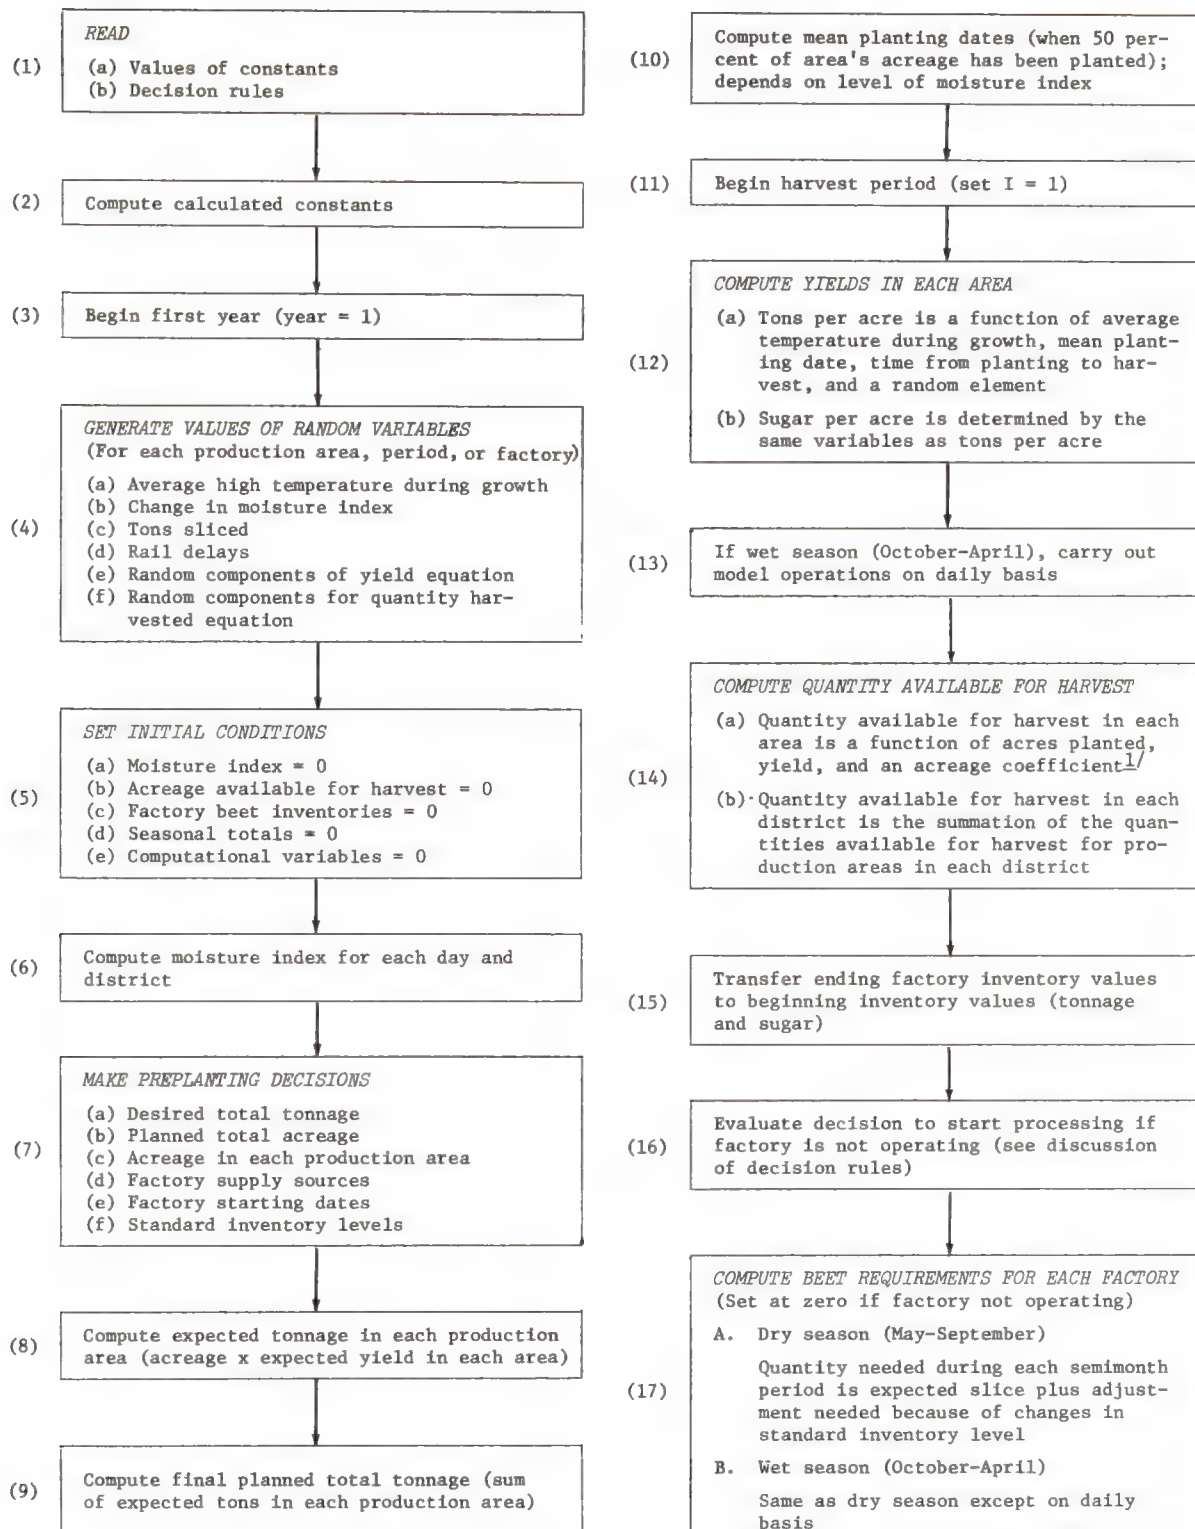 (1)
READ
(a) Values of constants
(b) Decision rules
(2)
Compute calculated constants
(3)
Begin first year (year = 1)
(4)
GENERATE VALUES OF RANDOM VARIABLES
(For each production area, period, or factory)
(a) Average high temperature during growth
(b) Change in moisture index
(c) Tons sliced
(d) Rail delays
(e) Random components of yield equation
(f) Random components for quantity har-
vested equation
(5)
SET INITIAL CONDITIONS
(a) Moisture index = 0
(b) Acreage available for harvest = 0
(c) Factory beet inventories = 0
(d) Seasonal totals = 0
(e) Computational variables = 0
(6)
Compute moisture index for each day and
district
(7)
MAKE PREPLANTING DECISIONS
(a) Desired total tonnage
(b) Planned total acreage
(c) Acreage in each production area
(d) Factory supply sources
(e) Factory starting dates
(f) Standard inventory levels
(8)
Compute expected tonnage in each production
area (acreage x expected yield in each area)
(9)
Compute final planned total tonnage (sum
of expected tons in each production area)
(10)
Compute mean planting dates (when 50 per-
cent of area's acreage has been planted);
depends on level of moisture index
(11)
Begin harvest period (set I = 1)
(12)
COMPUTE YIELDS IN EACH AREA
(a) Tons per acre is a function of average
temperature during growth, mean plant-
ing date, time from planting to har-
vest, and a random element
(b) Sugar per acre is determined by the
same variables as tons per acre
(13)
If wet season (October-April), carry out
model operations on daily basis
(14)
COMPUTE QUANTITY AVAILABLE FOR HARVEST
(a) Quantity available for harvest in each
area is a function of acres planted,
yield, and an acreage coefficient1/
(b) Quantity available for harvest in each
district is the summation of the quan-
tities available for harvest for pro-
duction areas in each district
(15)
Transfer ending factory inventory values
to beginning inventory values (tonnage
and sugar)
(16)
Evaluate decision to start processing if
factory is not operating (see discussion
of decision rules)
(17)
COMPUTE BEET REQUIREMENTS FOR EACH FACTORY
(Set at zero if factory not operating)
A. Dry season (May-September)
Quantity needed during each semimonth
period is expected slice plus adjust-
ment needed because of changes in
standard inventory level
B. Wet season (October-April)
Same as dry season except on daily
basis